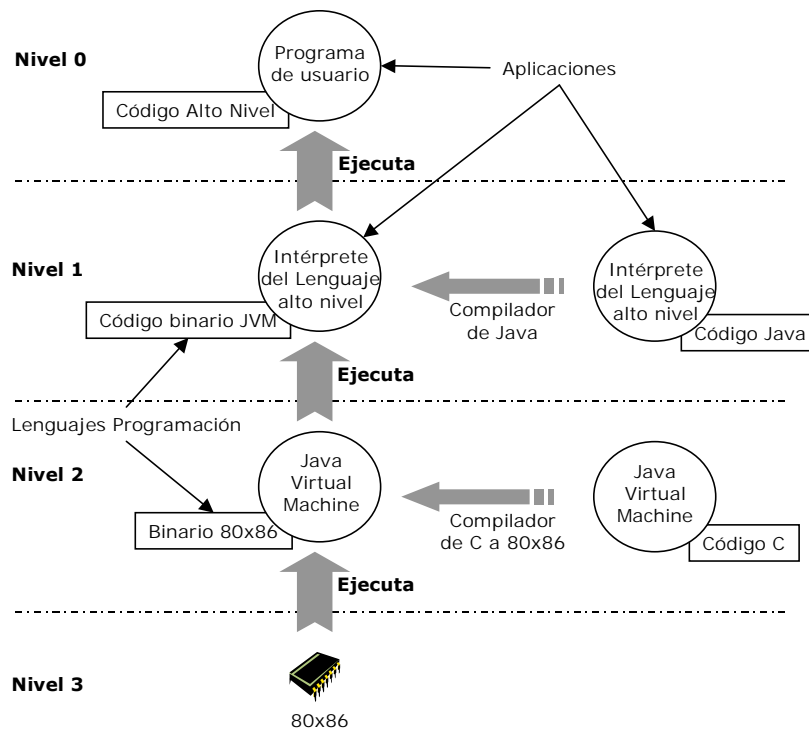 Nivel 0
Programa
de usuario
Aplicaciones
Código Alto Nivel
Ejecuta
Nivel 1
Intérprete
del Lenguaje
alto nivel
Código binario JVM
Compilador
de Java
Intérprete
del Lenguaje
alto nivel
Código Java
Ejecuta
Lenguajes Programación
Nivel 2
Java
Virtual
Machine
Binario 80x86
Compilador
de C a 80x86
Java
Virtual
Machine
Código C
Ejecuta
Nivel 3
80x86